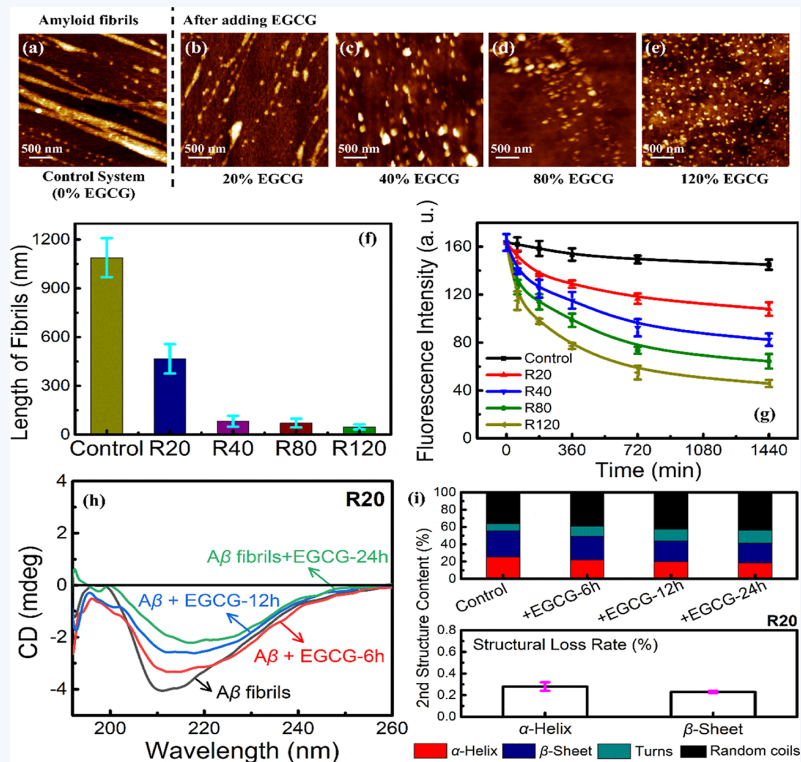 Amyloid fibrils
After adding EGCG
(a)
(b)
(c)
(d)
(e)
500 nm
500 nm
500 nm
500 nm
500 nm
Control System
(0% EGCG)
20% EGCG
40% EGCG
80% EGCG
120% EGCG
(f)
Length of Fibrils (nm)
1200
900
600
300
0
Control
R20
R40
R80
R120
(g)
Fluorescence Intensity (a. u.)
160
120
80
40
0
Control
R20
R40
R80
R120
0
360
720
1080
1440
Time (min)
(h)
R20
CD (mdeg)
4
2
0
-2
-4
Aβ fibrils+EGCG-24h
Aβ + EGCG-12h
Aβ + EGCG-6h
Aβ fibrils
200
220
240
260
Wavelength (nm)
(i)
2nd Structure Content (%)
100
80
60
40
20
0
Control
+EGCG-6h
+EGCG-12h
+EGCG-24h
R20
Structural Loss Rate (%)
0.8
0.6
0.4
0.2
0.0
α-Helix
β-Sheet
α-Helix
β-Sheet
Turns
Random coils